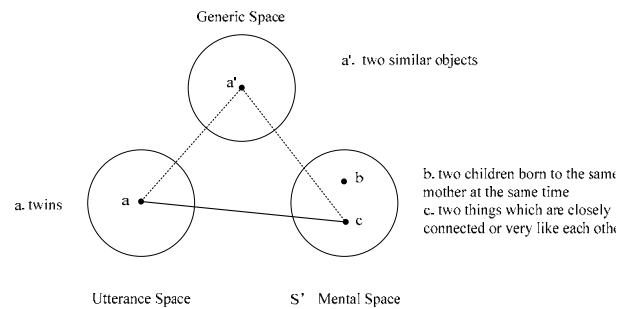 Generic Space
a'. two similar objects
a'
b
b. two children born to the same
mother at the same time
a. twins
a
c
c. two things which are closely
connected or very like each othe
Utterance Space
S' Mental Space